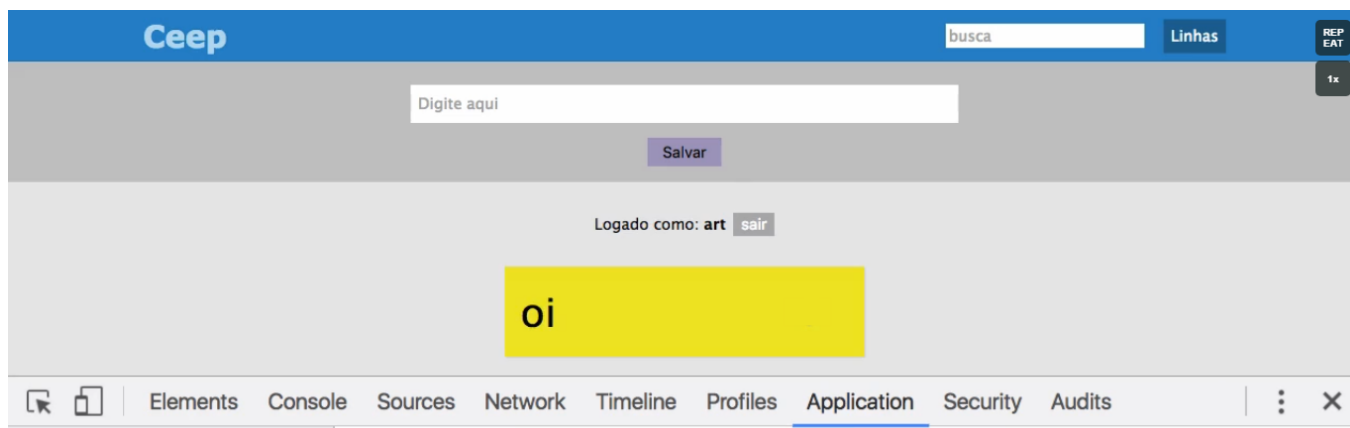 Ceep
busca
Linhas
REP
EAT
1x
Digite aqui
Salvar
Logado como: art sair
oi
Elements Console Sources Network Timeline Profiles Application Security Audits